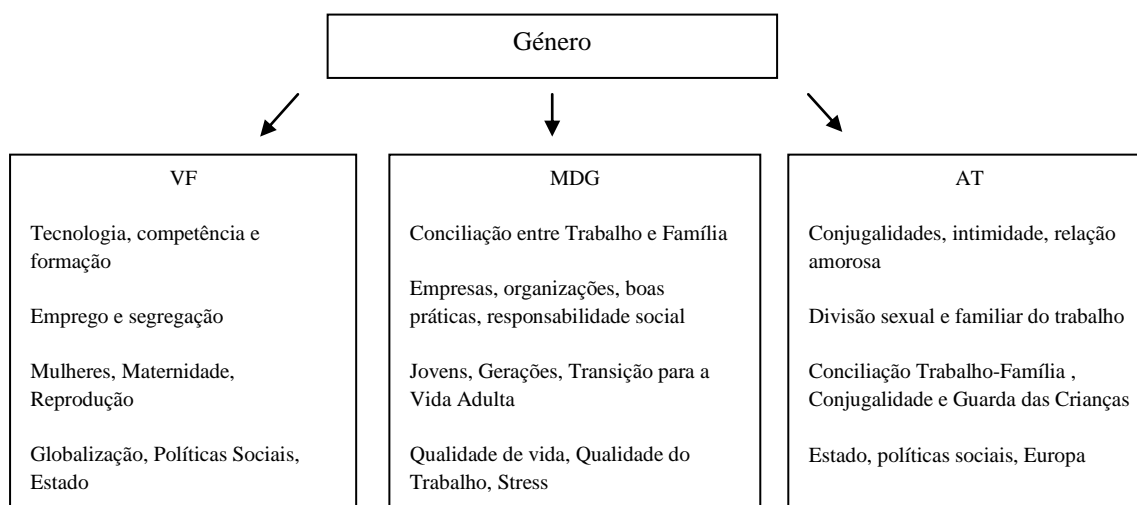 Género
VF
Tecnologia, competência e
formação
Emprego e segregação
Mulheres, Maternidade,
Reprodução
Globalização, Políticas Sociais,
Estado
MDG
Conciliação entre Trabalho e Família
Empresas, organizações, boas
práticas, responsabilidade social
Jovens, Gerações, Transição para a
Vida Adulta
Qualidade de vida, Qualidade do
Trabalho, Stress
AT
Conjugalidades, intimidade, relação
amorosa
Divisão sexual e familiar do trabalho
Conciliação Trabalho-Família ,
Conjugalidade e Guarda das Crianças
Estado, políticas sociais, Europa